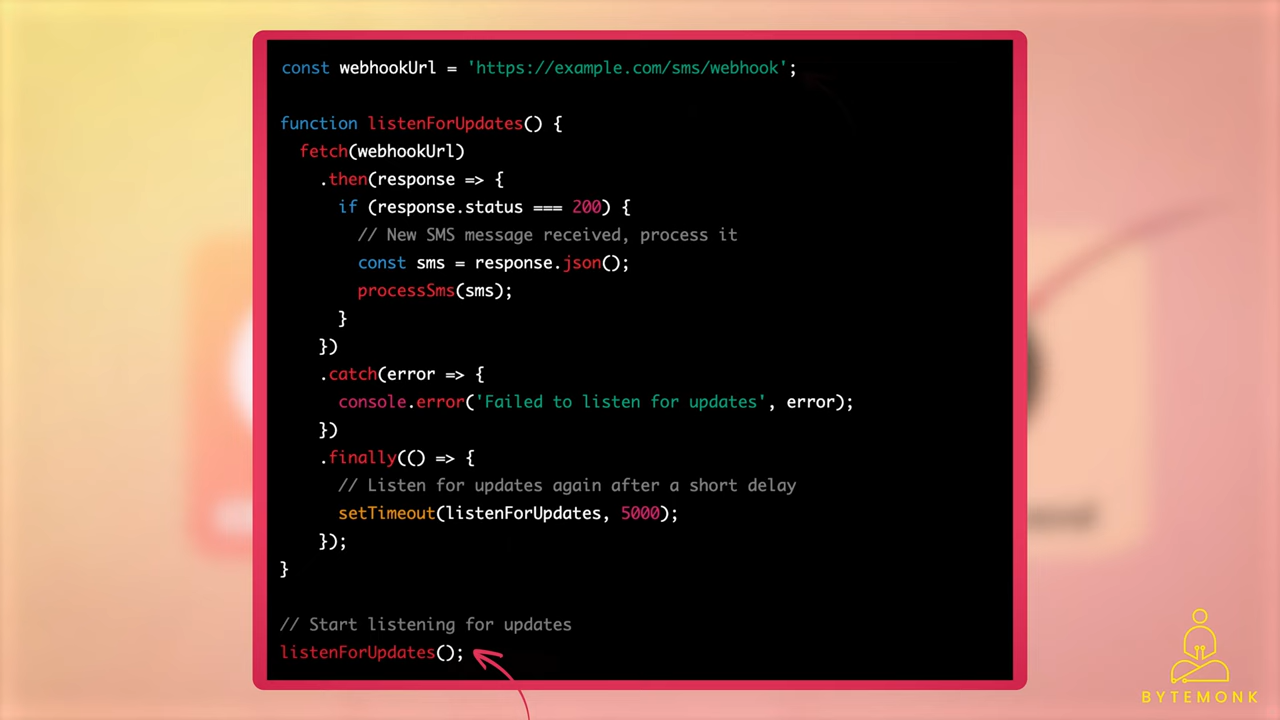 const webhookUrl = 'https://example.com/sms/webhook';
function listenForUpdates() {
fetch(webhookUrl)
.then(response => {
if (response.status === 200) {
// New SMS message received, process it
const sms = response.json();
processSms(sms);
}
})
.catch(error => {
console.error('Failed to listen for updates', error);
})
.finally(() => {
// Listen for updates again after a short delay
setTimeout(listenForUpdates, 5000);
});
}
// Start listening for updates
listenForUpdates();
BYTEMONK